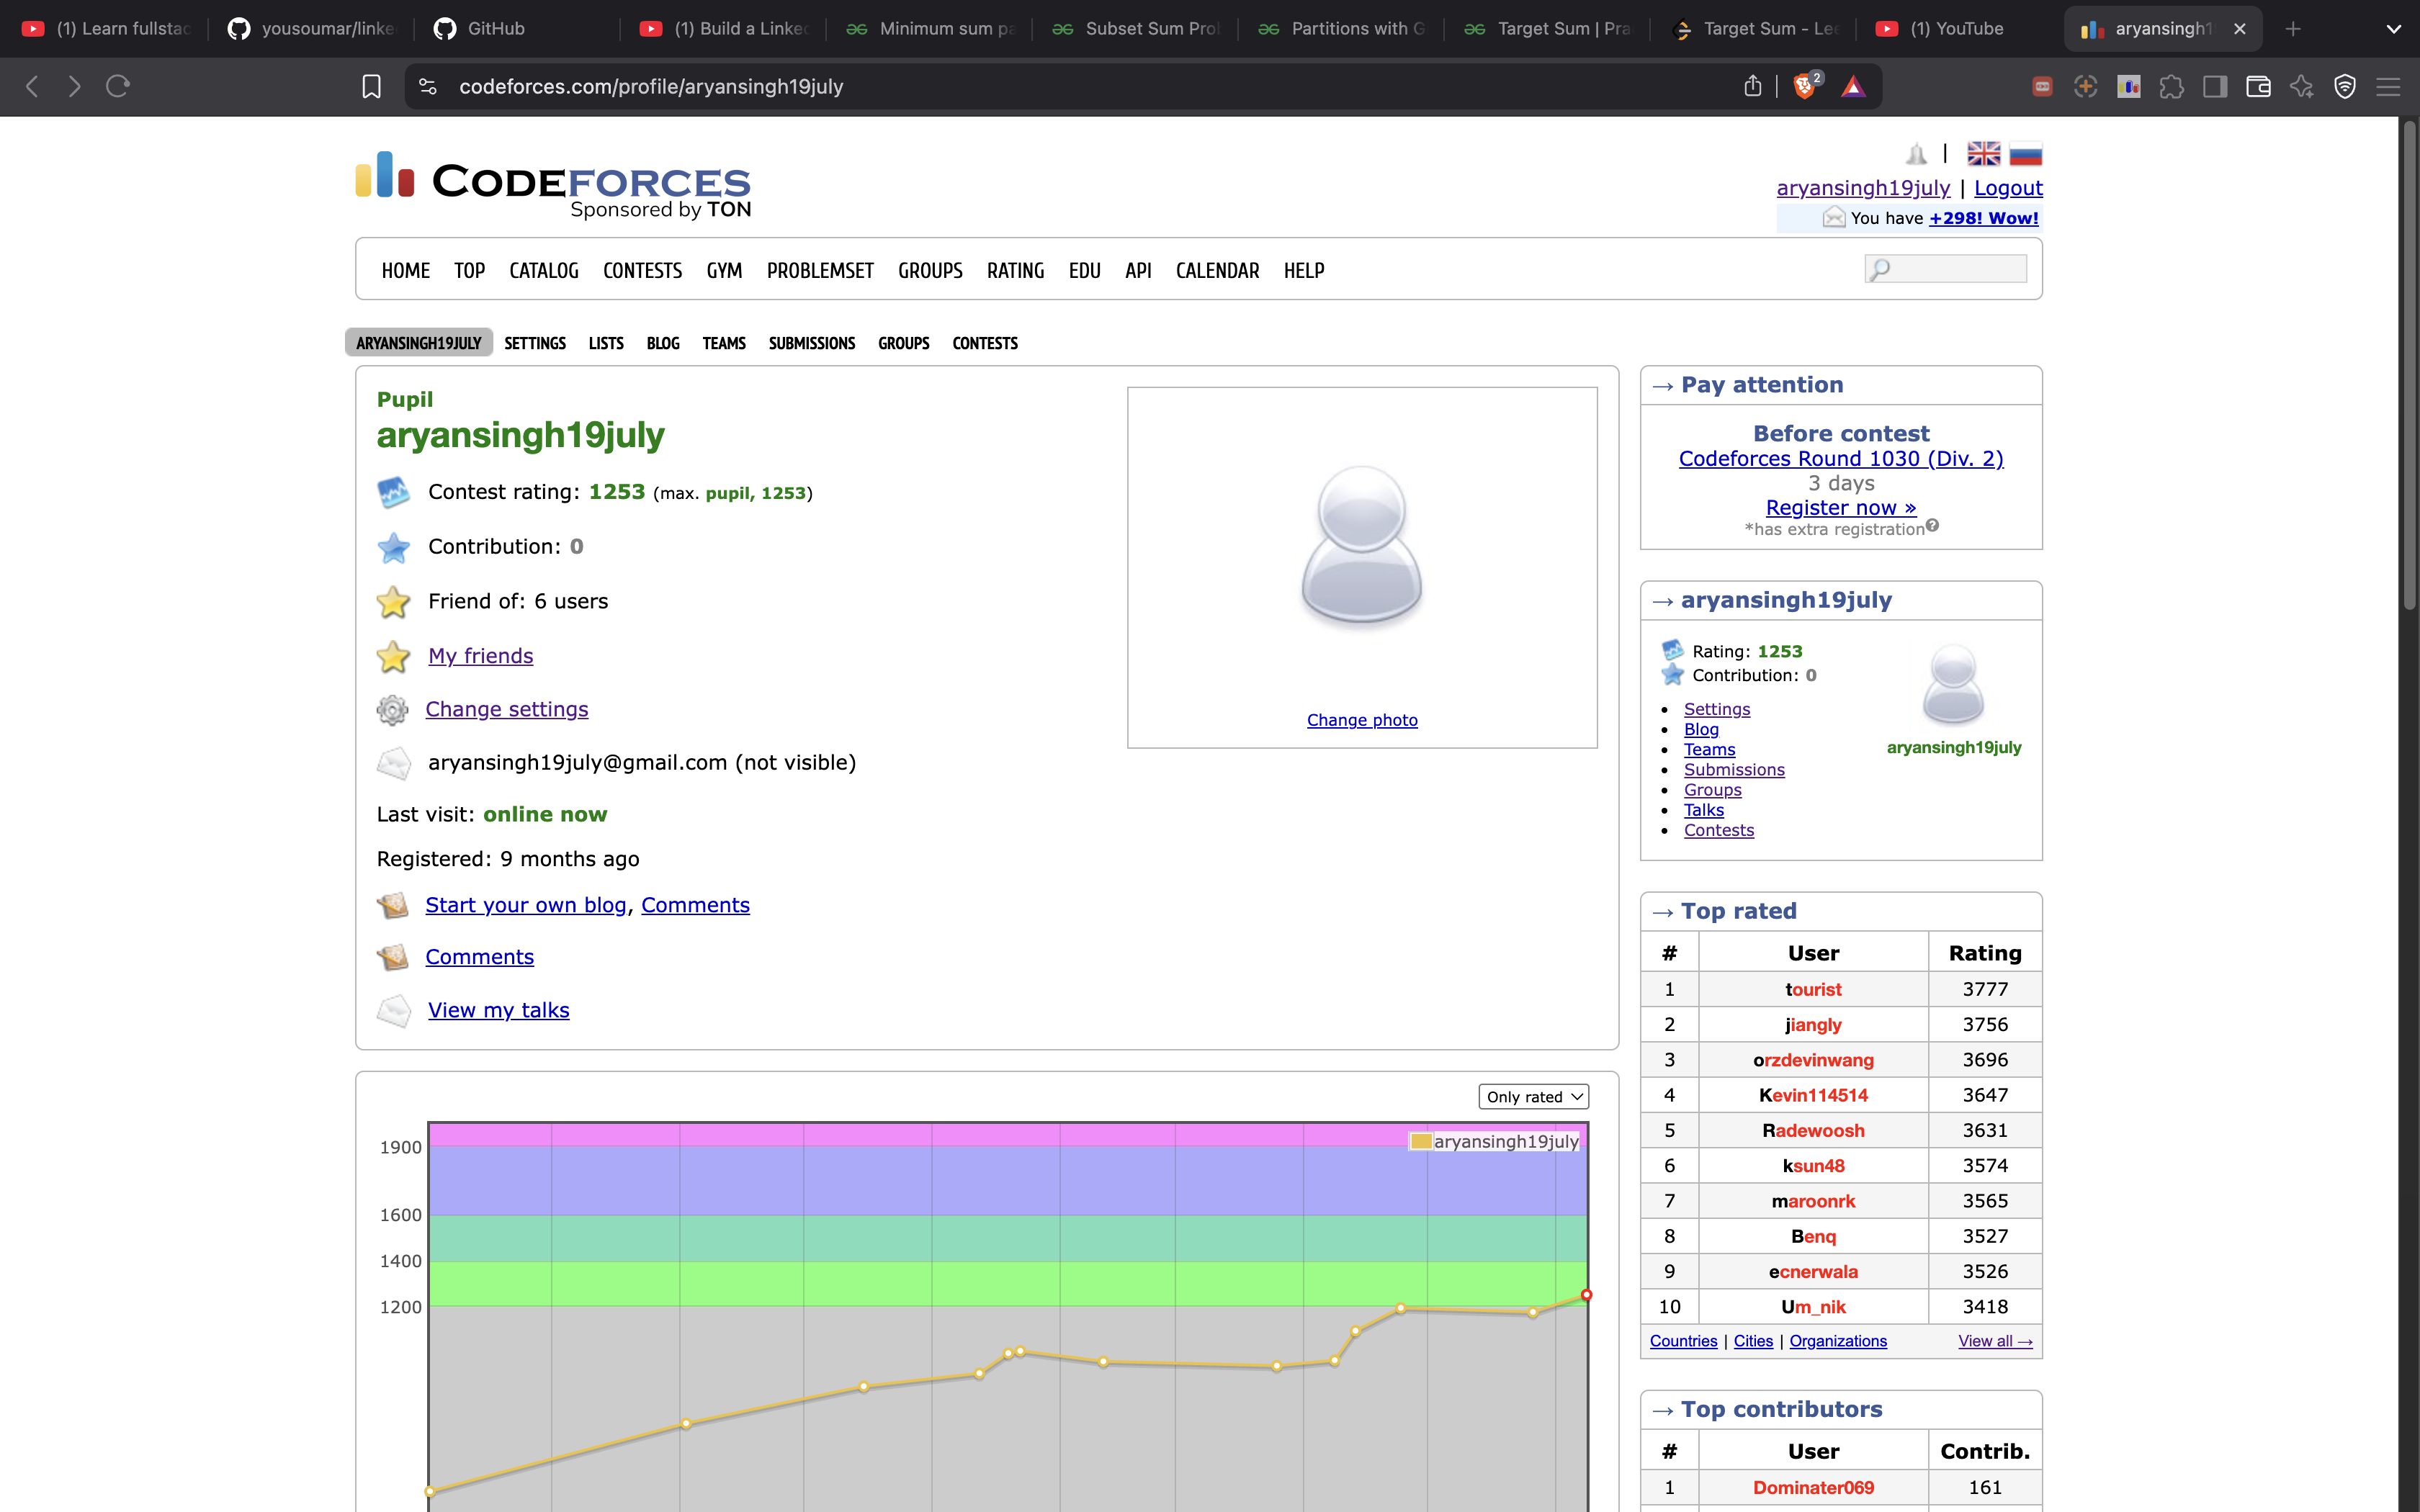 (1) Learn fullstac
yousoumar/linke
GitHub
(1) Build a Linked
Minimum sum pa
Subset Sum Prob
Partitions with G
Target Sum | Pra
Target Sum - Lee
(1) YouTube
aryansingh1
codeforces.com/profile/aryansingh19july
2
CODEFORCES
Sponsored by TON
|
aryansingh19july | Logout
You have +298! Wow!
HOME TOP CATALOG CONTESTS GYM PROBLEMSET GROUPS RATING EDU API CALENDAR HELP
ARYANSINGH19JULY SETTINGS LISTS BLOG TEAMS SUBMISSIONS GROUPS CONTESTS
Pupil
aryansingh19july
Contest rating: 1253 (max. pupil, 1253)
Contribution: 0
Friend of: 6 users
My friends
Change settings
aryansingh19july@gmail.com (not visible)
Last visit: online now
Registered: 9 months ago
Start your own blog, Comments
Comments
View my talks
Change photo
Only rated
aryansingh19july
1900
1600
1400
1200
→ Pay attention
Before contest
Codeforces Round 1030 (Div. 2)
3 days
Register now »
*has extra registration?
→ aryansingh19july
Rating: 1253
Contribution: 0
• Settings
• Blog
• Teams
• Submissions
• Groups
• Talks
• Contests
aryansingh19july
→ Top rated
# User Rating
1 tourist 3777
2 jiangly 3756
3 orzdevinwang 3696
4 Kevin114514 3647
5 Radewoosh 3631
6 ksun48 3574
7 maroonrk 3565
8 Benq 3527
9 ecnerwala 3526
10 Um_nik 3418
Countries | Cities | Organizations View all →
→ Top contributors
# User Contrib.
1 Dominater069 161